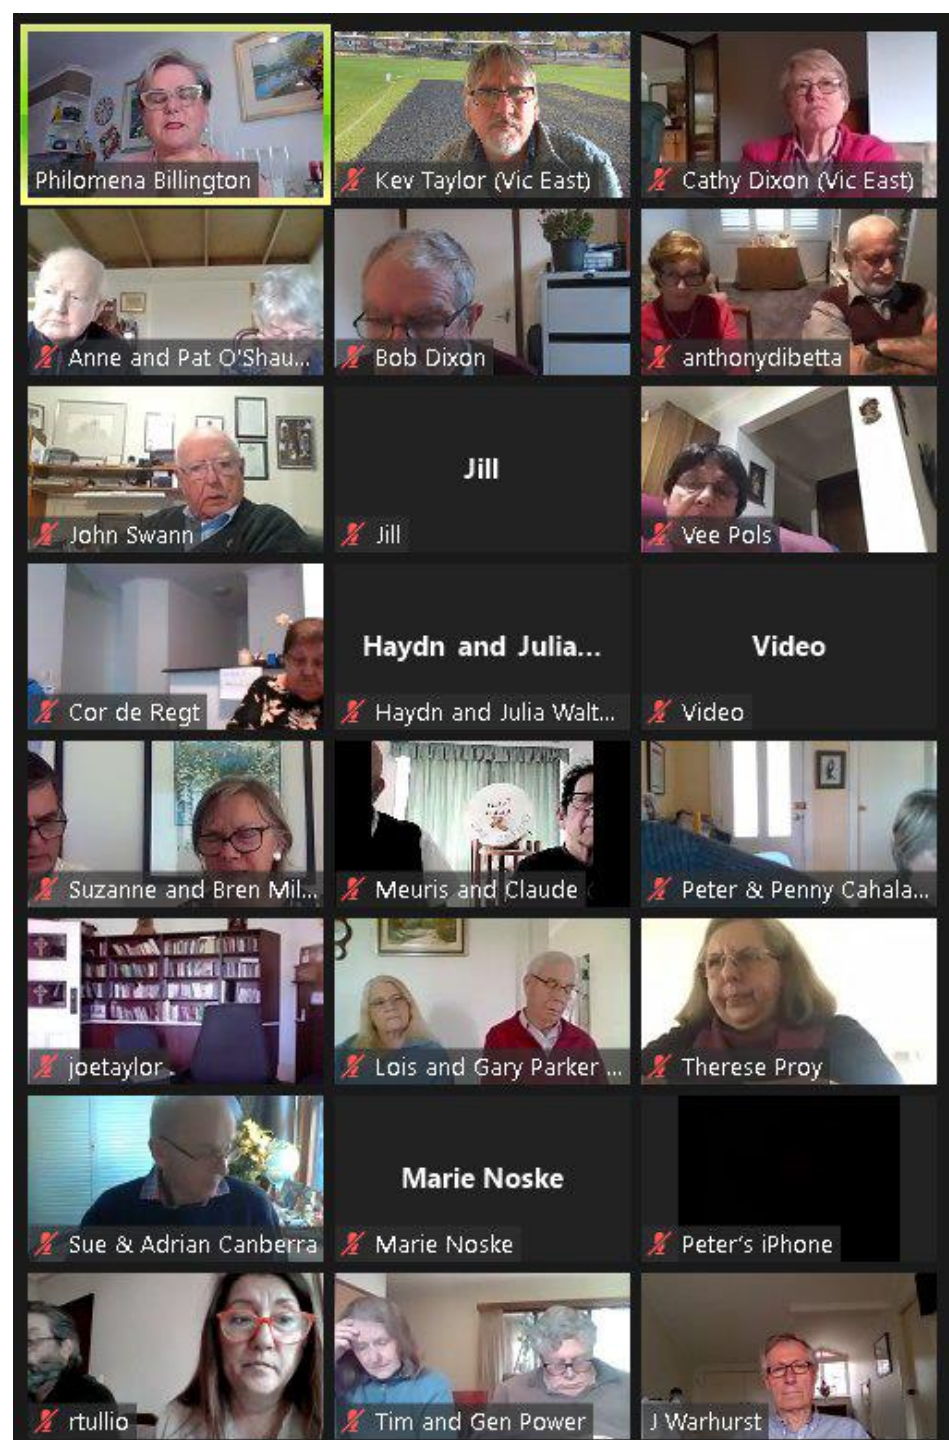 Philomena Billington
Kev Taylor (Vic East)
Cathy Dixon (Vic East)
Anne and Pat O'Shau...
Bob Dixon
anthonydibetta
John Swann
Jill
Jill
Vee Pols
Cor de Regt
Haydn and Julia...
Haydn and Julia Walt...
Video
Video
Suzanne and Bren Mil...
Meuris and Claude
Peter & Penny Cahala...
joetaylor
Lois and Gary Parker ...
Therese Proy
Sue & Adrian Canberra
Marie Noske
Marie Noske
Peter's iPhone
rtullio
Tim and Gen Power
J Warhurst